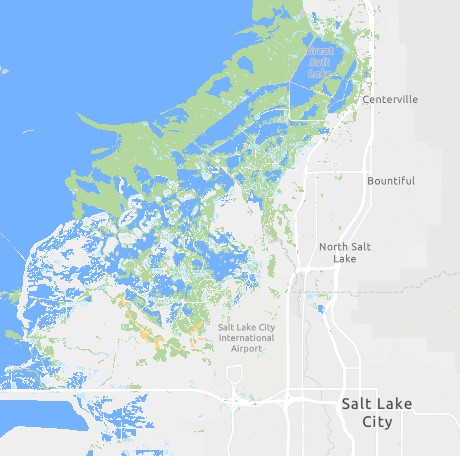 Great
Salt
Lake
Centerville
Bountiful
North Salt
Lake
Salt Lake City
International
Airport
Salt Lake
City